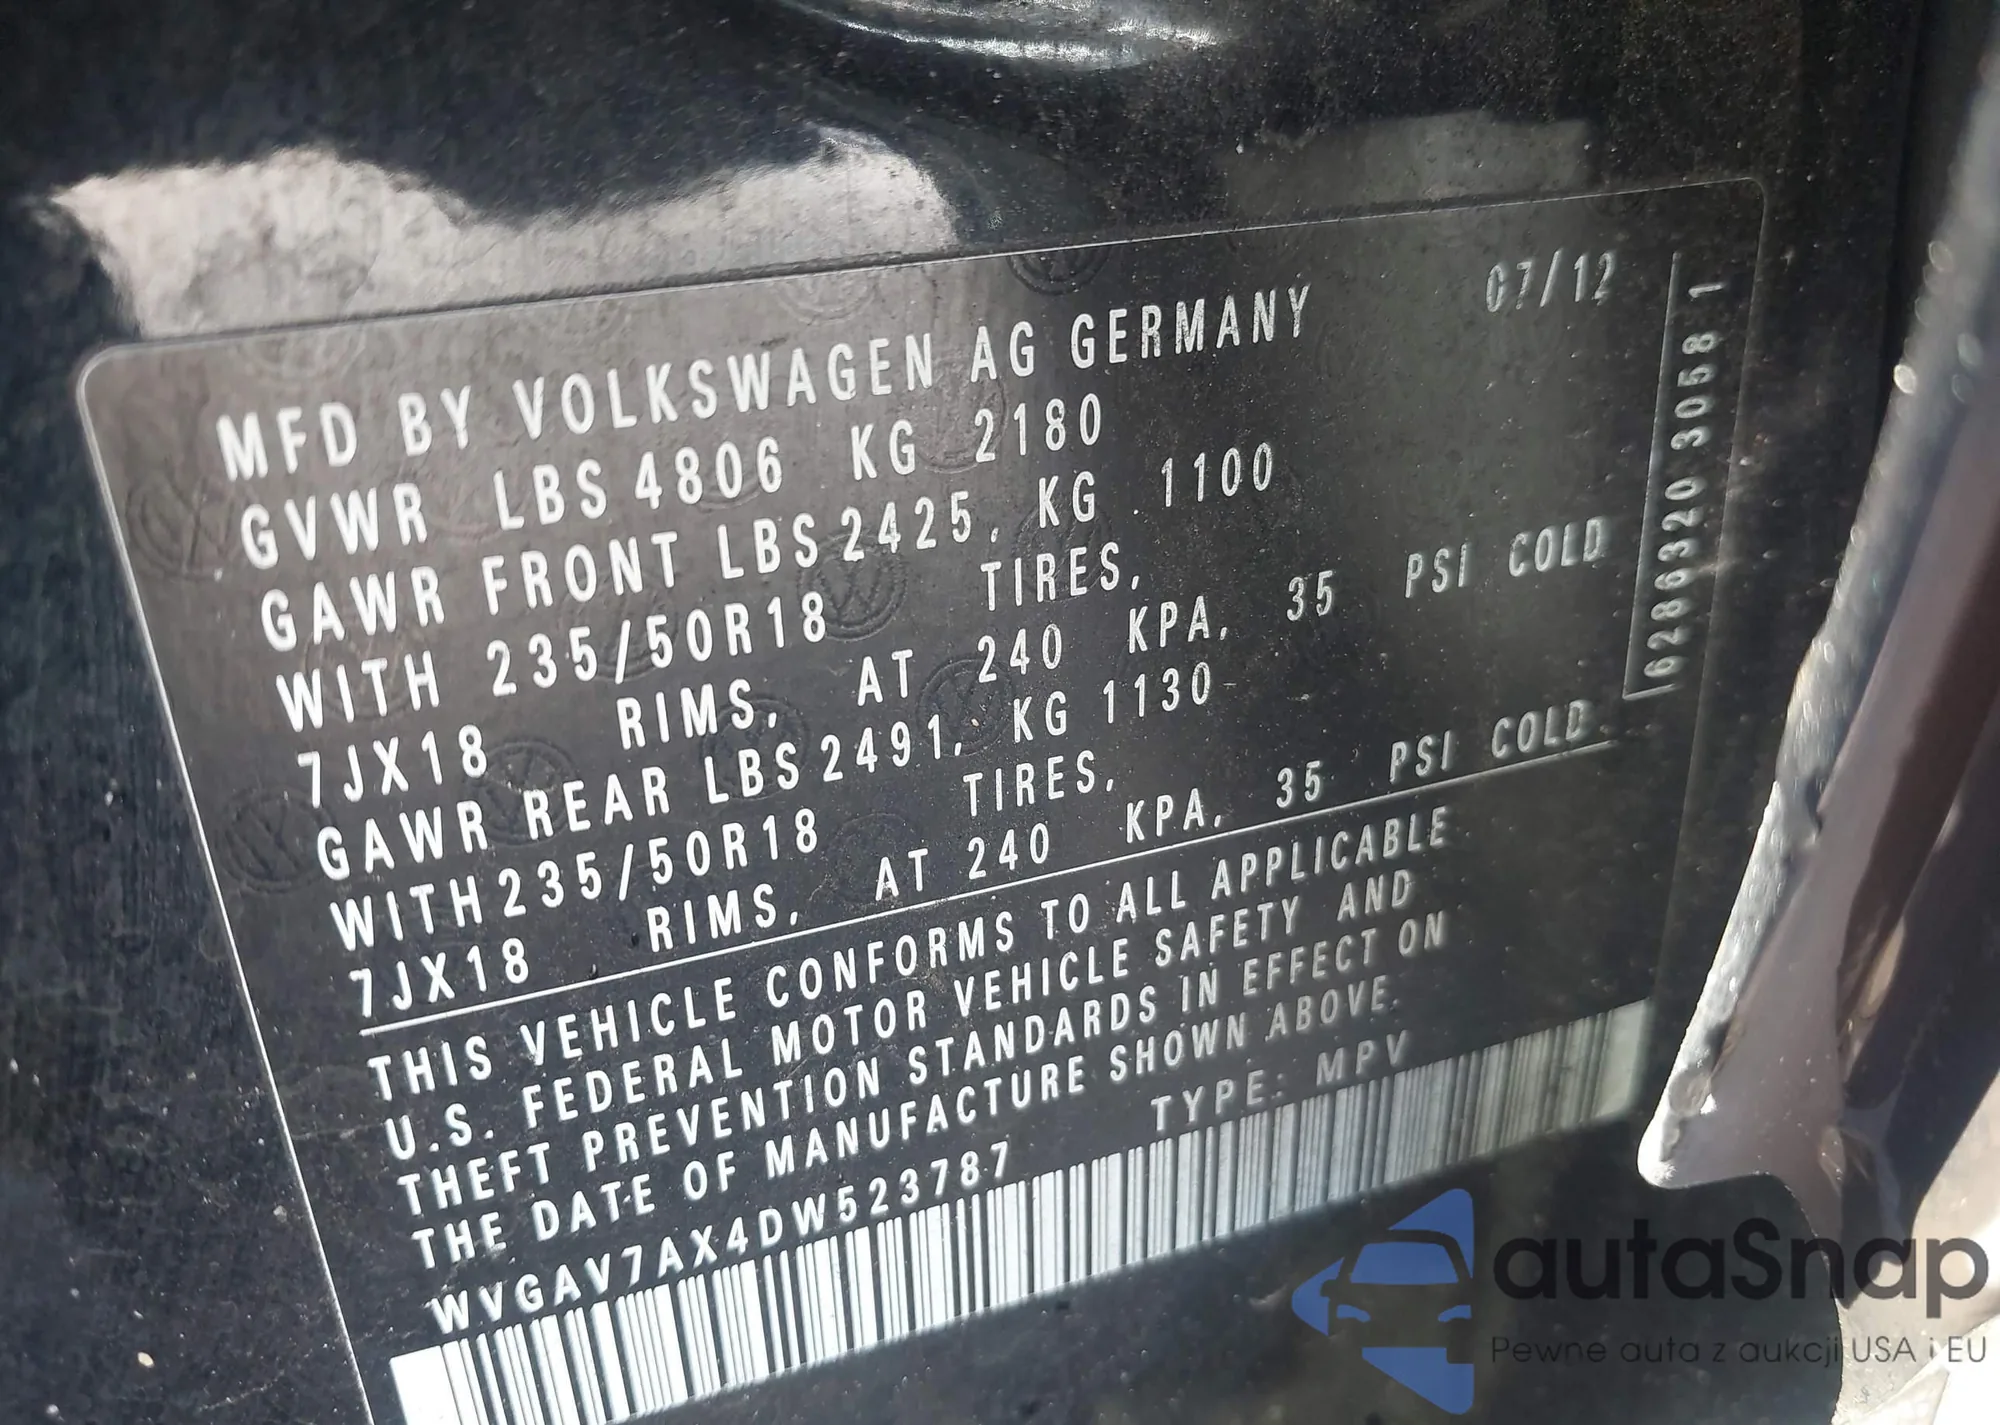 07/12
MFD BY VOLKSWAGEN AG GERMANY
GVWR LBS 4806 KG 2180
GAWR FRONT LBS 2425, KG 1100
WITH 235/50R18 TIRES,
7JX18 RIMS, AT 240 KPA, 35 PSI COLD
GAWR REAR LBS 2491, KG 1130
WITH 235/50R18 TIRES,
7JX18 RIMS, AT 240 KPA, 35 PSI COLD
THIS VEHICLE CONFORMS TO ALL APPLICABLE
U.S. FEDERAL MOTOR VEHICLE SAFETY AND
THEFT PREVENTION STANDARDS IN EFFECT ON
THE DATE OF MANUFACTURE SHOWN ABOVE.
WVGAV7AX4DW523787 TYPE: MPV
6286320 3058 1
autaSnap
Pewne auta z aukcji USA i EU